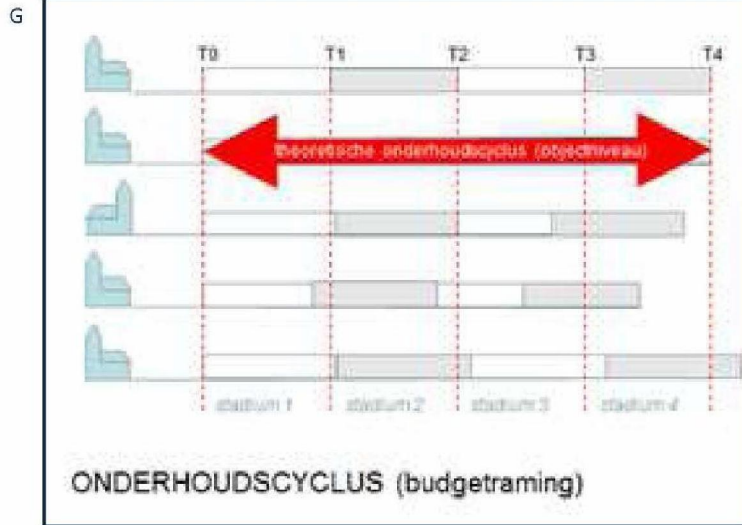 G
T0 T1 T2 T3 T4
theoretische onderhoudscyclus (objectniveau)
stadium 1 stadium 2 stadium 3 stadium 4
ONDERHOUDSCYCLUS (budgetraming)